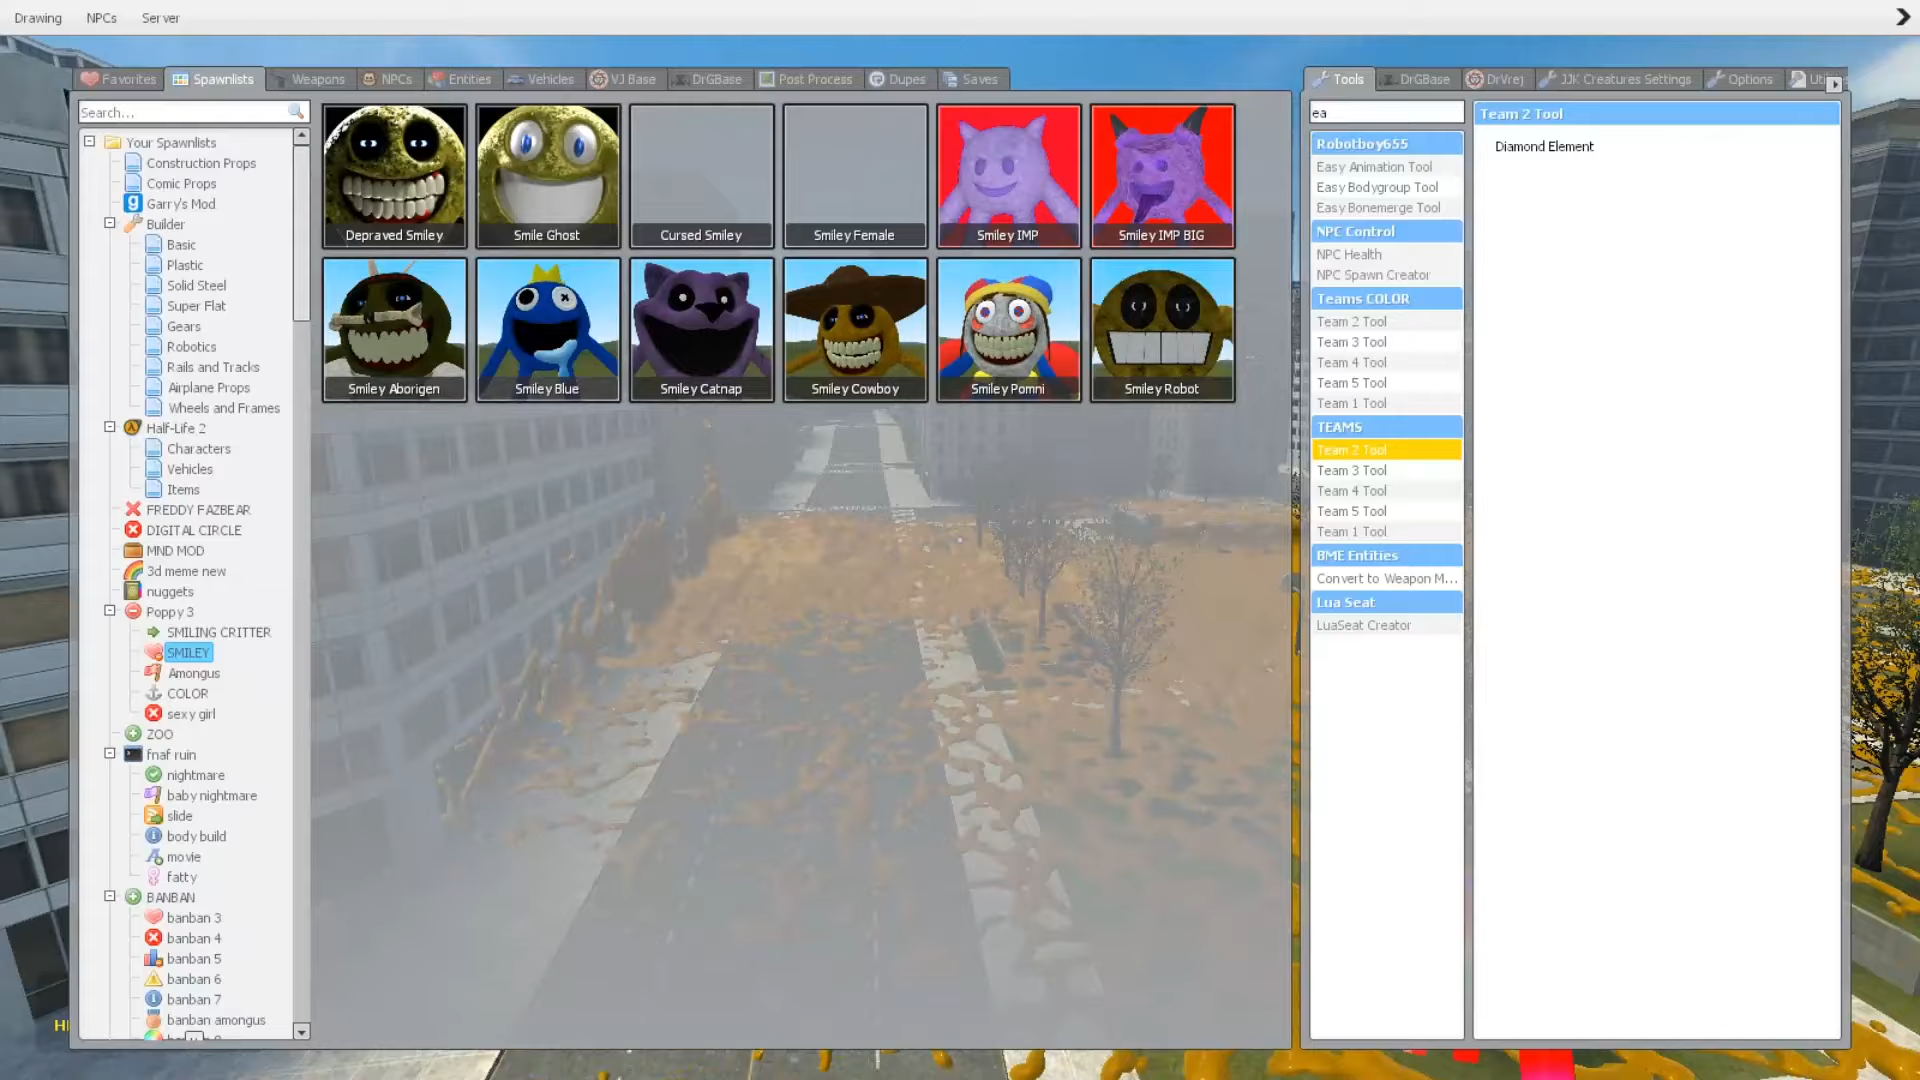 Drawing NPCs Server
Favorites Spawnlists Weapons NPCs Entities Vehicles VJ Base DrGBase Post Process Dupes Saves
Search...
Your Spawnlists
Construction Props
Comic Props
Garry's Mod
Builder
Basic
Plastic
Solid Steel
Super Flat
Gears
Robotics
Rails and Tracks
Airplane Props
Wheels and Frames
Half-Life 2
Characters
Vehicles
Items
FREDDY FAZBEAR
DIGITAL CIRCLE
MND MOD
3d meme new
nuggets
Poppy 3
SMILING CRITTER
SMILEY
Amongus
COLOR
sexy girl
ZOO
fnaf ruin
nightmare
baby nightmare
slide
body build
movie
fatty
BANBAN
banban 3
banban 4
banban 5
banban 6
banban 7
banban amongus
Depraved Smiley Smile Ghost Cursed Smiley Smiley Female Smiley IMP Smiley IMP BIG
Smiley Aborigen Smiley Blue Smiley Catnap Smiley Cowboy Smiley Pomni Smiley Robot
Tools DrGBase DrVrej JJK Creatures Settings Options Uti
ea
Robotboy655
Easy Animation Tool
Easy Bodygroup Tool
Easy Bonemerge Tool
NPC Control
NPC Health
NPC Spawn Creator
Teams COLOR
Team 2 Tool
Team 3 Tool
Team 4 Tool
Team 5 Tool
Team 1 Tool
TEAMS
Team 2 Tool
Team 3 Tool
Team 4 Tool
Team 5 Tool
Team 1 Tool
BME Entities
Convert to Weapon M...
Lua Seat
LuaSeat Creator
Team 2 Tool
Diamond Element